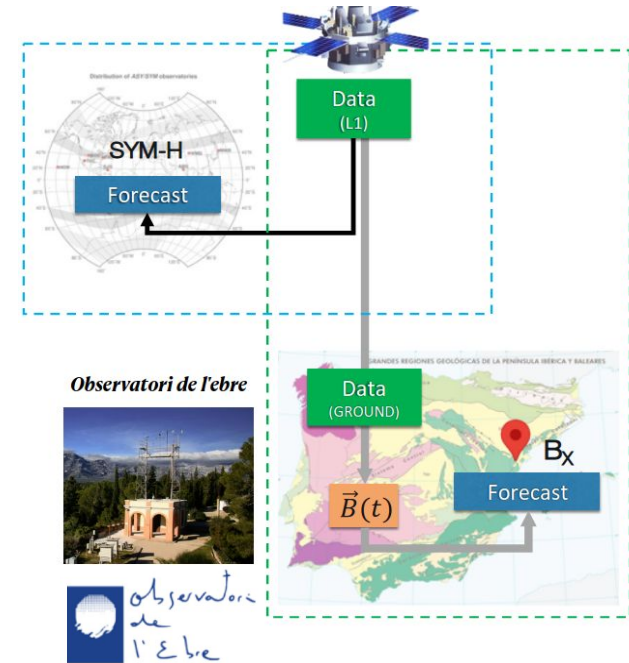 Distribution of ASY/SYM observatories
Data
(L1)
SYM-H
Forecast
GRANDES REGIONES GEOLÓGICAS DE LA PENÍNSULA IBÉRICA Y BALEARES
Observatori de l'ebre
Data
(GROUND)
BX
Forecast
B(t)
observatori
de
l'Ebre